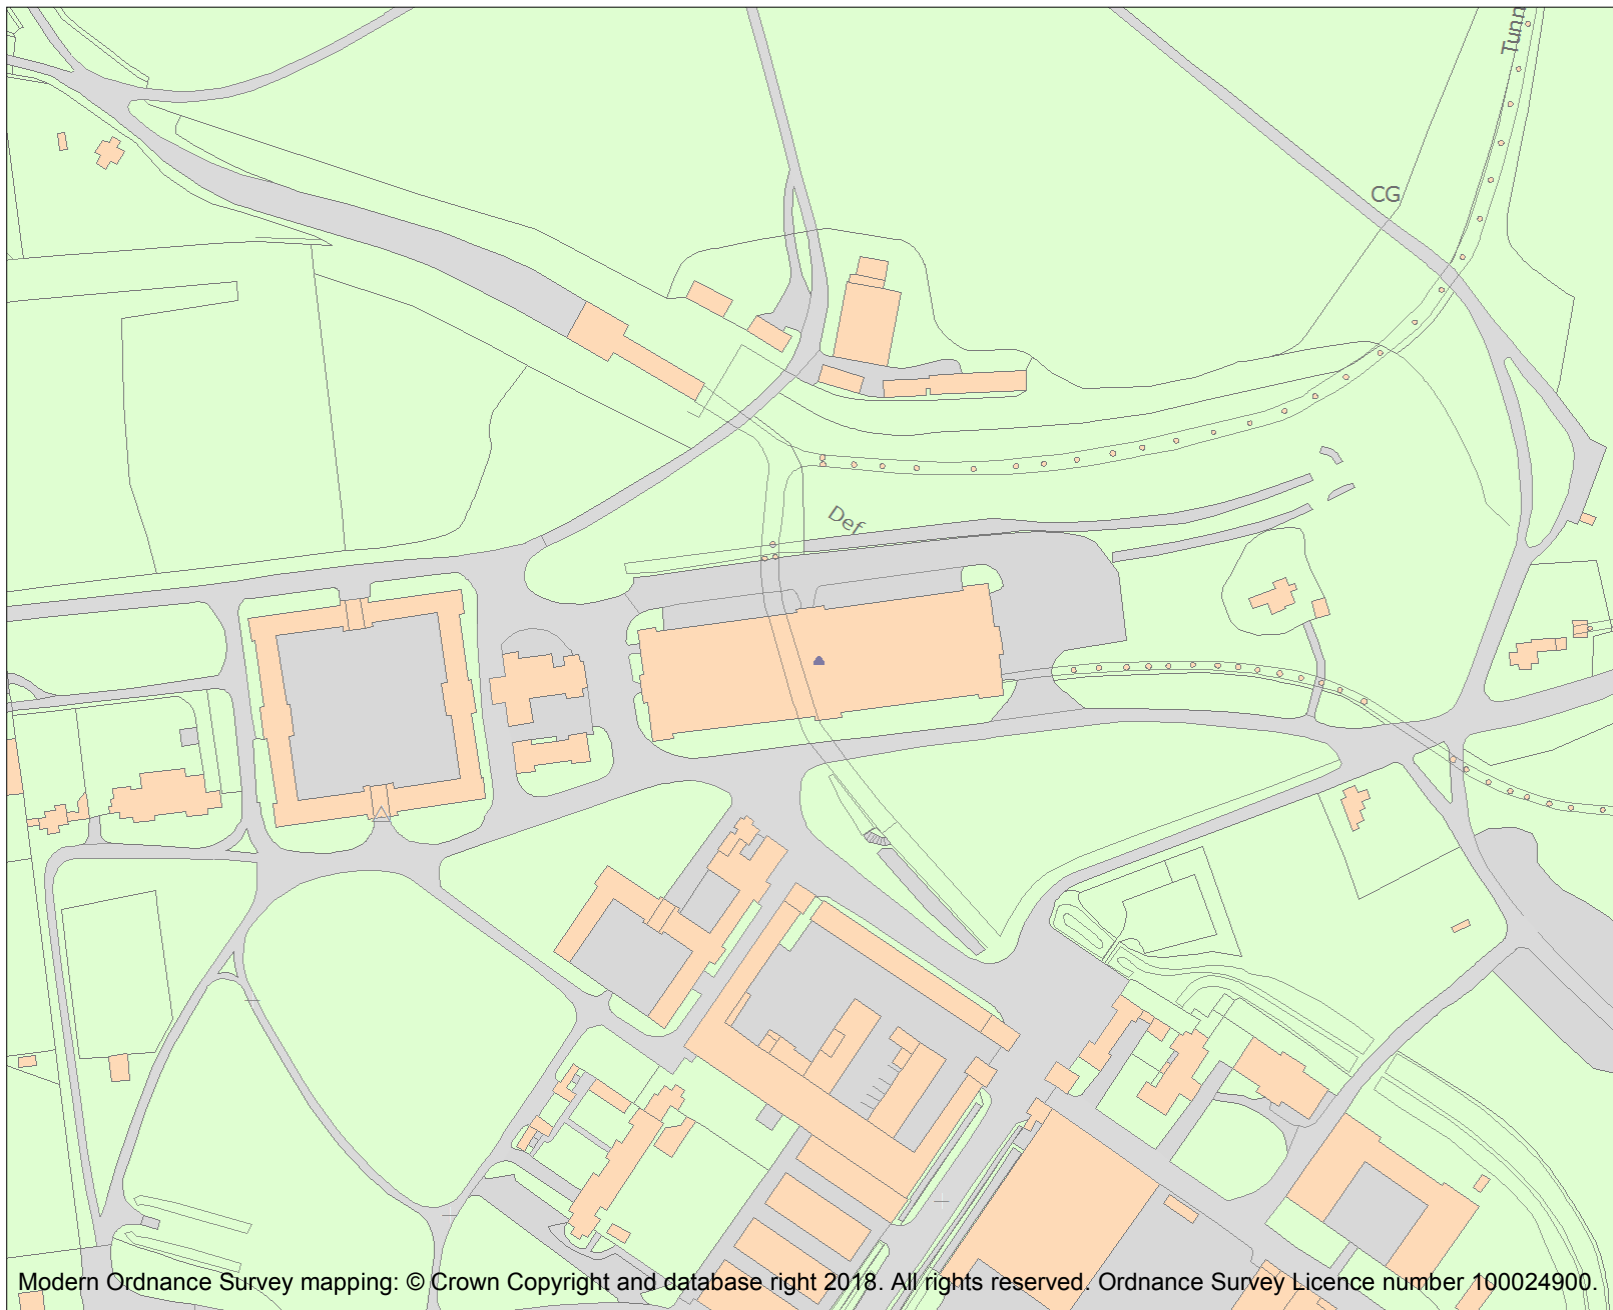 Tunn
CG
Def
Modern Ordnance Survey mapping: © Crown Copyright and database right 2018. All rights reserved. Ordnance Survey Licence number 100024900.